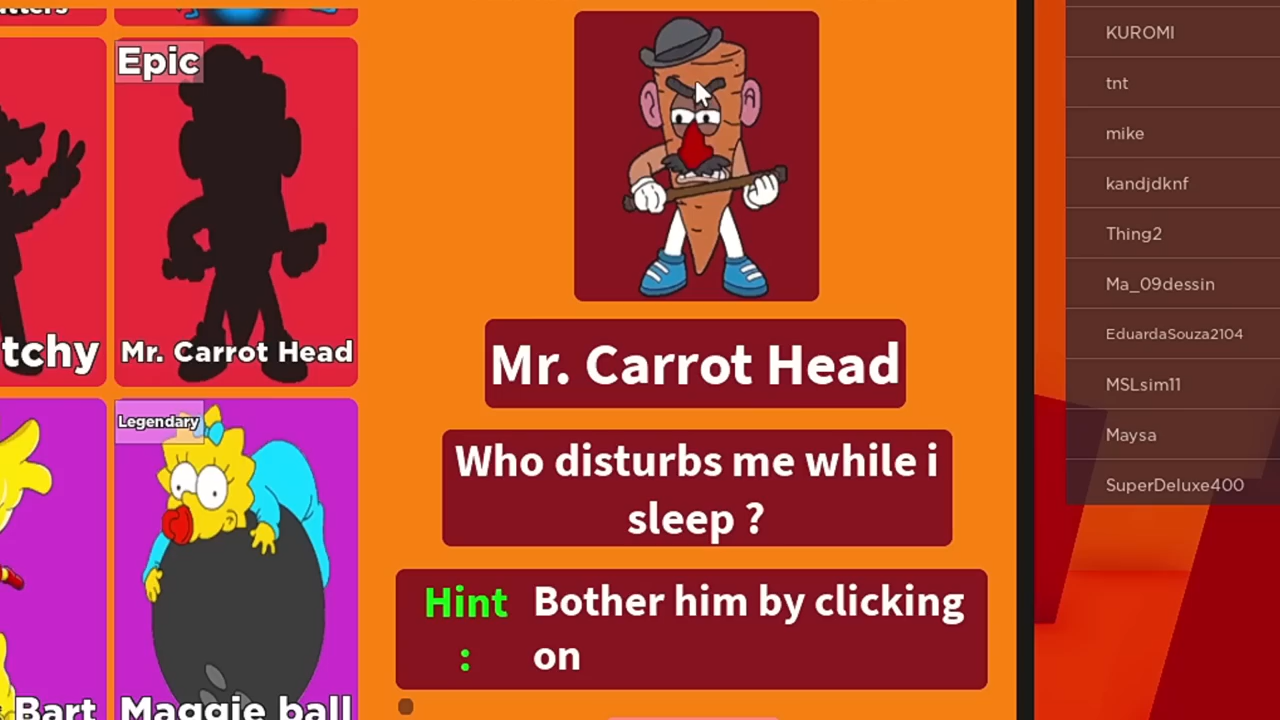 Epic
tchy
Mr. Carrot Head
Legendary
Bart
Maggie ball
Mr. Carrot Head
Who disturbs me while i
sleep ?
Hint
:
Bother him by clicking
on
KUROMI
tnt
mike
kandjdknf
Thing2
Ma_09dessin
EduardaSouza2104
MSLsim11
Maysa
SuperDeluxe400